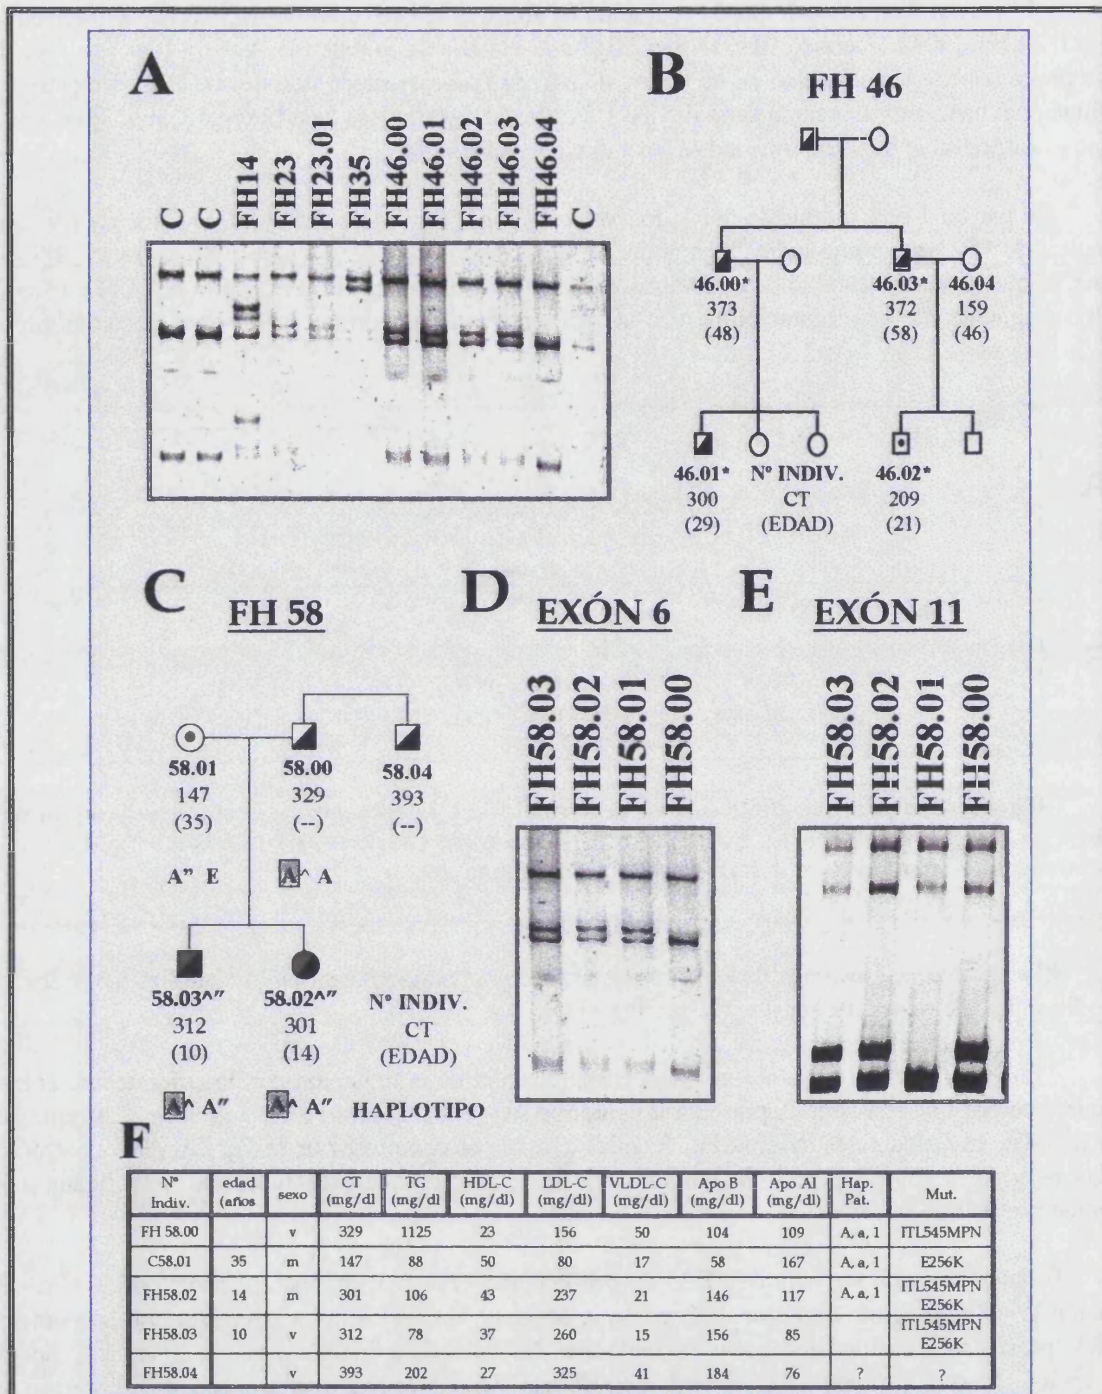 A
C C FH14 FH23 FH23.01 FH35 FH46.00 FH46.01 FH46.02 FH46.03 FH46.04 C
B
FH 46
46.00* 46.03* 46.04
373 372 159
(48) (58) (46)
46.01* Nº INDIV. 46.02*
300 CT 209
(29) (EDAD) (21)
C
FH 58
58.01 58.00 58.04
147 329 393
(35) (--) (--)
A" E A^ A
58.03^" 58.02^" Nº INDIV.
312 301 CT
(10) (14) (EDAD)
A^ A" A^ A" HAPLOTIPO
D
EXÓN 6
FH58.03 FH58.02 FH58.01 FH58.00
E
EXÓN 11
FH58.03 FH58.02 FH58.01 FH58.00
F
Nº Indiv. edad (años sexo CT (mg/dl TG (mg/dl HDL-C (mg/dl) LDL-C (mg/dl) VLDL-C (mg/dl) Apo B (mg/dl) Apo AI (mg/dl) Hap. Pat. Mut.
FH 58.00 v 329 1125 23 156 50 104 109 A, a, 1 ITL545MPN
C58.01 35 m 147 88 50 80 17 58 167 A, a, 1 E256K
FH58.02 14 m 301 106 43 237 21 146 117 A, a, 1 ITL545MPN E256K
FH58.03 10 v 312 78 37 260 15 156 85 ITL545MPN E256K
FH58.04 v 393 202 27 325 41 184 76 ? ?